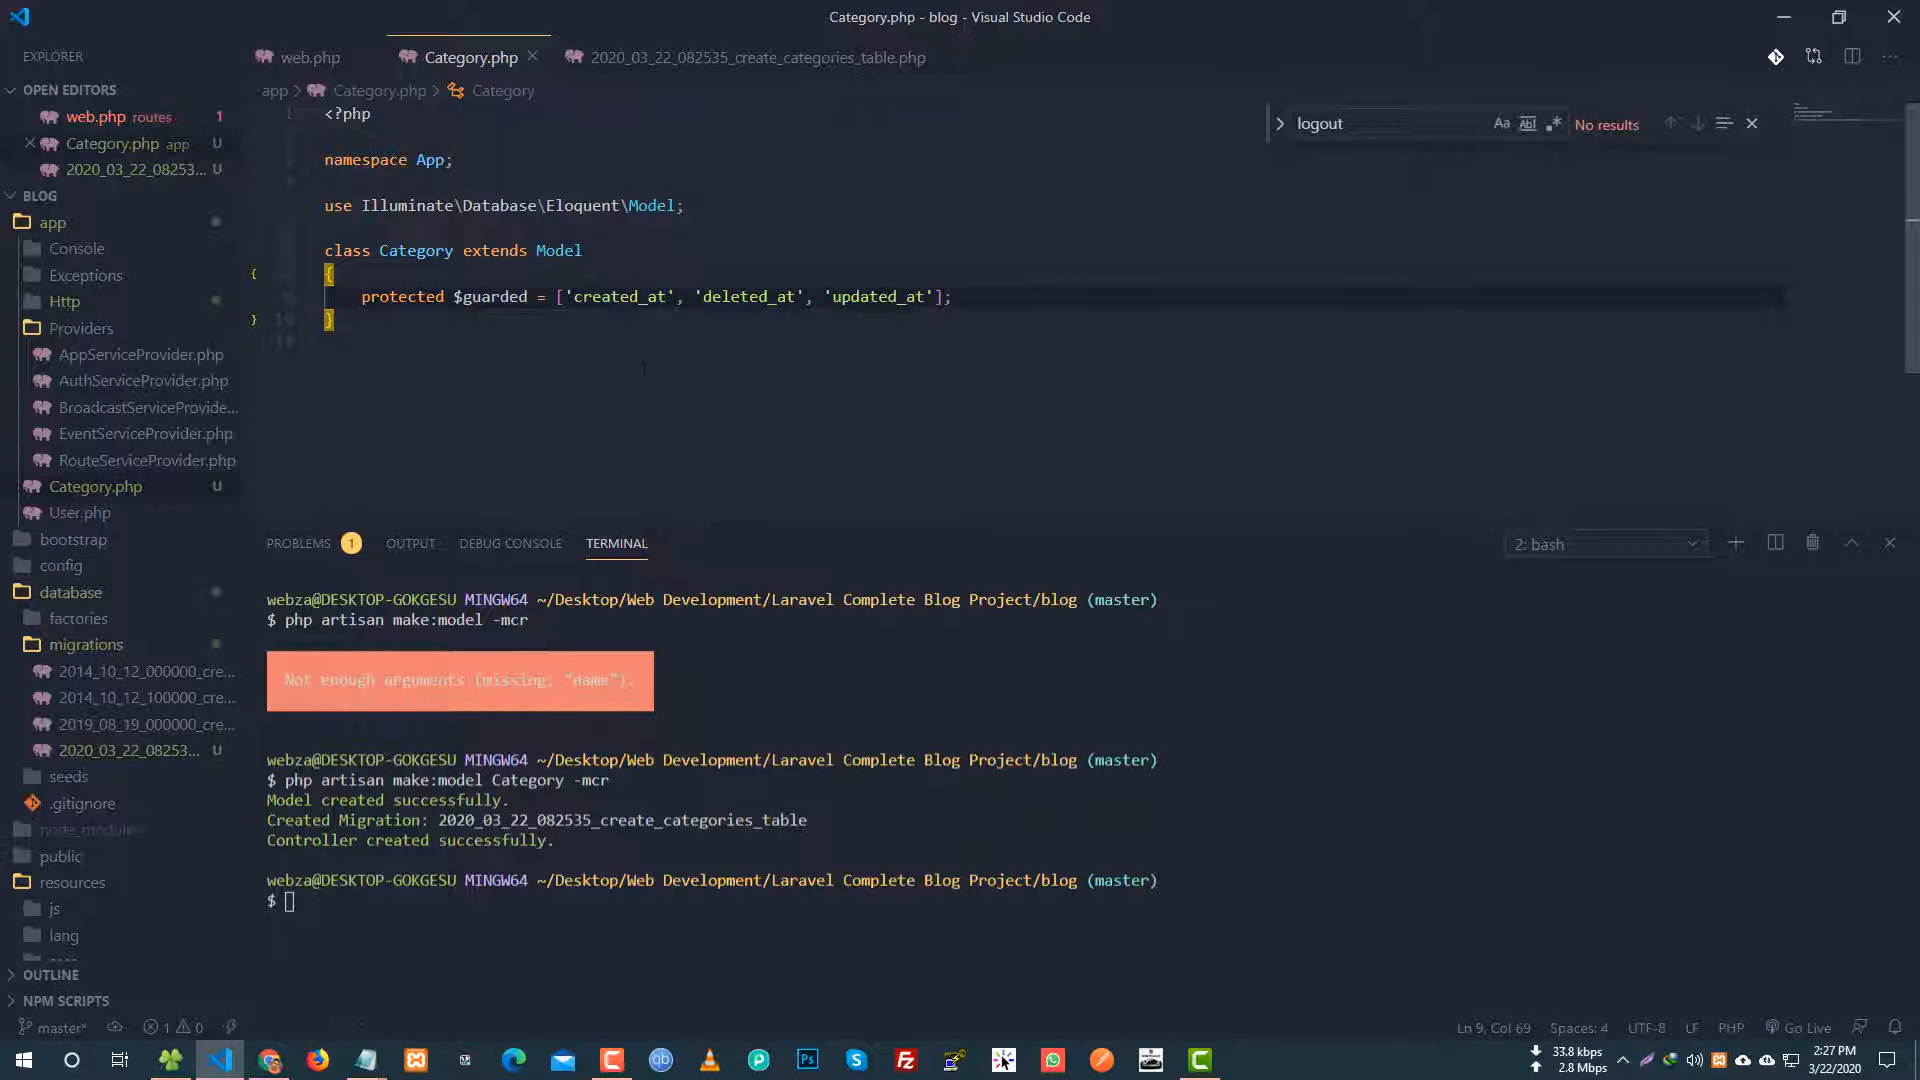 Category.php - blog - Visual Studio Code
EXPLORER
web.php
Category.php
2020_03_22_082535_create_categories_table.php
OPEN EDITORS
web.php routes 1
Category.php app U
2020_03_22_08253... U
BLOG
app
Console
Exceptions
Http
Providers
AppServiceProvider.php
AuthServiceProvider.php
BroadcastServiceProvide...
EventServiceProvider.php
RouteServiceProvider.php
Category.php U
User.php
bootstrap
config
database
factories
migrations
2014_10_12_000000_cre...
2014_10_12_100000_cre...
2019_08_19_000000_cre...
2020_03_22_08253... U
seeds
.gitignore
public
resources
js
lang
OUTLINE
NPM SCRIPTS
app > Category.php > Category
<?php
namespace App;
use Illuminate\Database\Eloquent\Model;
class Category extends Model
{
protected $guarded = ['created_at', 'deleted_at', 'updated_at'];
}
logout
Aa Abl .* No results
PROBLEMS 1 OUTPUT DEBUG CONSOLE TERMINAL
2: bash
webza@DESKTOP-GOKGESU MINGW64 ~/Desktop/Web Development/Laravel Complete Blog Project/blog (master)
$ php artisan make:model -mcr
Not enough arguments (missing: "name").
webza@DESKTOP-GOKGESU MINGW64 ~/Desktop/Web Development/Laravel Complete Blog Project/blog (master)
$ php artisan make:model Category -mcr
Model created successfully.
Created Migration: 2020_03_22_082535_create_categories_table
Controller created successfully.
webza@DESKTOP-GOKGESU MINGW64 ~/Desktop/Web Development/Laravel Complete Blog Project/blog (master)
$
master* 1 0
Ln 9, Col 69 Spaces: 4 UTF-8 LF PHP Go Live
33.8 kbps
2.8 Mbps
2:27 PM
3/22/2020